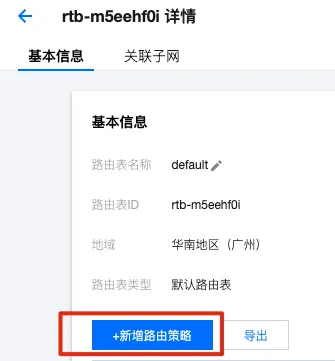 rtb-m5eehf0i 详情
基本信息 关联子网
基本信息
路由表名称 default
路由表ID rtb-m5eehf0i
地域 华南地区（广州）
路由表类型 默认路由表
+新增路由策略 导出